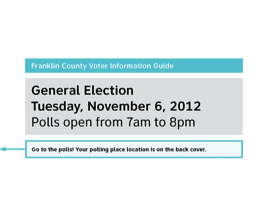 Franklin County Voter Information Guide
General Election
Tuesday, November 6, 2012
Polls open from 7am to 8pm
Go to the polls! Your polling place location is on the back cover.